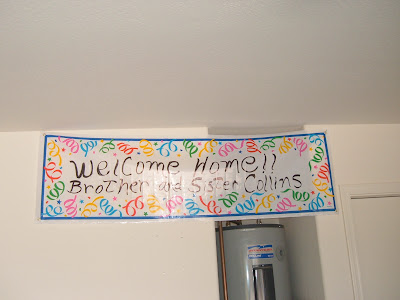 Welcome Home!!
Brother and Sister Collins